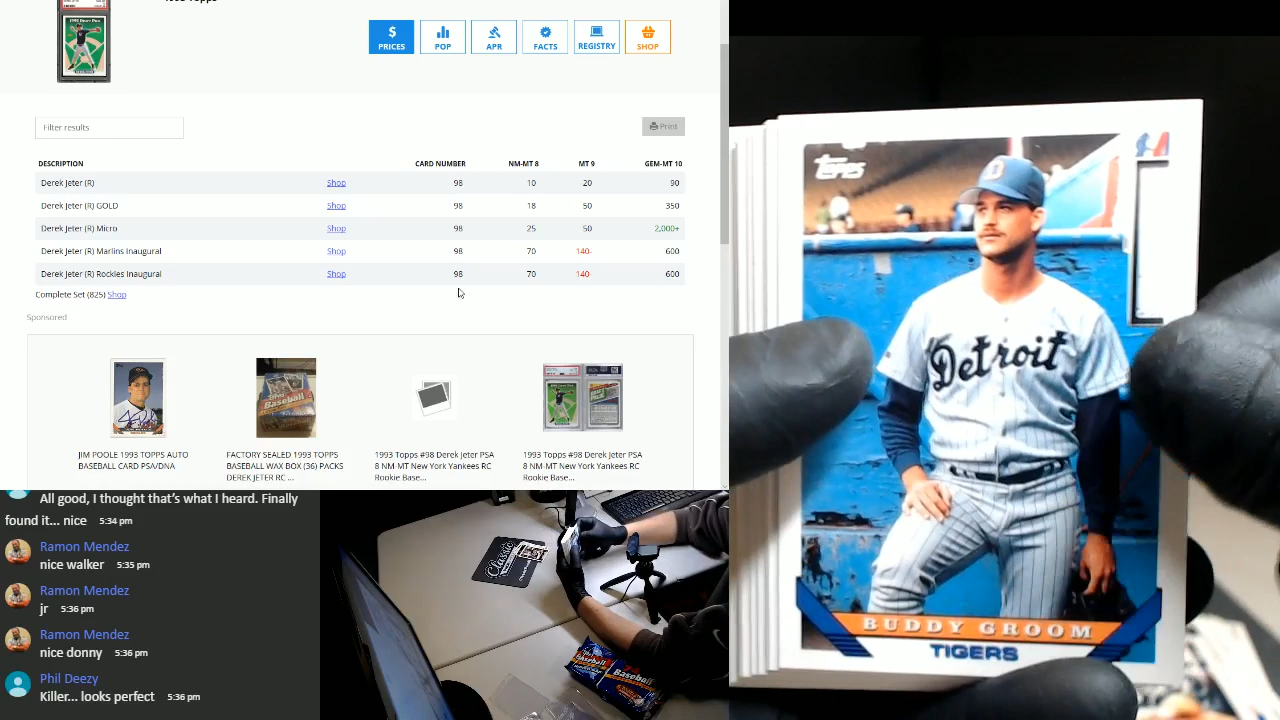 1993 Topps
PRICES
POP
APR
FACTS
REGISTRY
SHOP
Filter results
Print
DESCRIPTION CARD NUMBER NM-MT 8 MT 9 GEM-MT 10
Derek Jeter (R) Shop 98 10 20 90
Derek Jeter (R) GOLD Shop 98 18 50 350
Derek Jeter (R) Micro Shop 98 25 50 2,000+
Derek Jeter (R) Marlins Inaugural Shop 98 70 140- 600
Derek Jeter (R) Rockies Inaugural Shop 98 70 140- 600
Complete Set (825) Shop
Sponsored
JIM POOLE 1993 TOPPS AUTO
BASEBALL CARD PSA/DNA
FACTORY SEALED 1993 TOPPS
BASEBALL WAX BOX (36) PACKS
DEREK JETER RC ...
1993 Topps #98 Derek Jeter PSA
8 NM-MT New York Yankees RC
Rookie Base...
1993 Topps #98 Derek Jeter PSA
8 NM-MT New York Yankees RC
Rookie Base...
All good, I thought that's what I heard. Finally
found it... nice 5:34 pm
Ramon Mendez
nice walker 5:35 pm
Ramon Mendez
jr 5:36 pm
Ramon Mendez
nice donny 5:36 pm
Phil Deezy
Killer... looks perfect 5:36 pm
Classic
Baseball
Baseball
Topps
D
Detroit
BUDDY GROOM
TIGERS